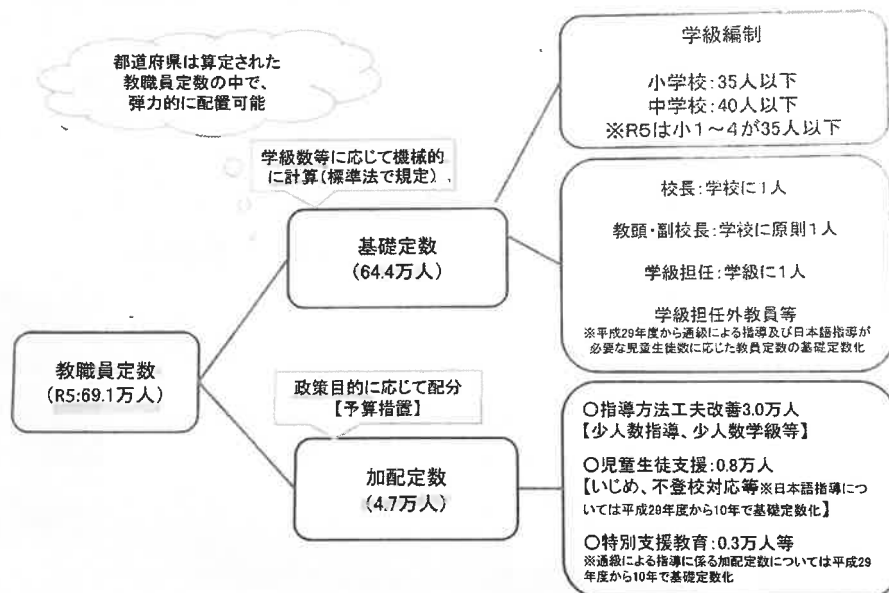 都道府県は算定された
教職員定数の中で、
弾力的に配置可能
学級数等に応じて機械的
に計算(標準法で規定)
基礎定数
(64.4万人)
教職員定数
(R5:69.1万人)
政策目的に応じて配分
【予算措置】
加配定数
(4.7万人)
学級編制
小学校:35人以下
中学校:40人以下
※R5は小1~4が35人以下
校長:学校に1人
教頭・副校長:学校に原則1人
学級担任:学級に1人
学級担任外教員等
※平成29年度から通級による指導及び日本語指導が
必要な児童生徒数に応じた教員定数の基礎定数化
○指導方法工夫改善3.0万人
【少人数指導、少人数学級等】
○児童生徒支援:0.8万人
【いじめ、不登校対応等※日本語指導につ
いては平成29年度から10年で基礎定数化】
○特別支援教育:0.3万人等
※通級による指導に係る加配定数については平成29
年度から10年で基礎定数化